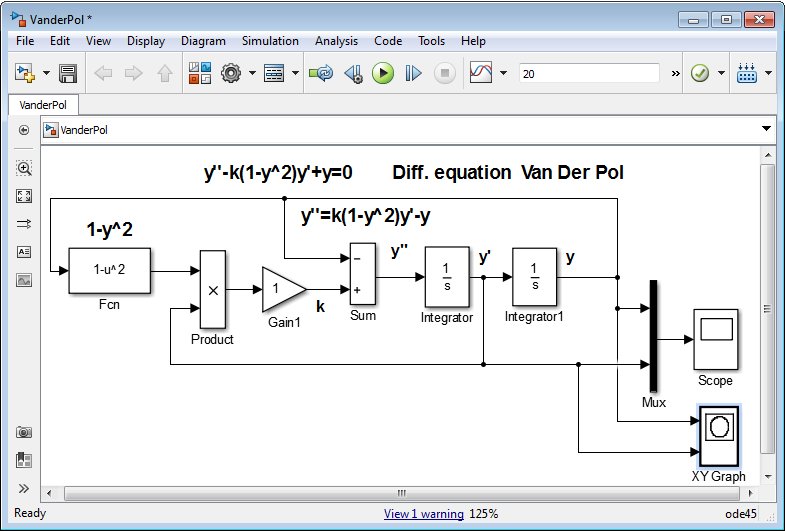 VanderPol *
File Edit View Display Diagram Simulation Analysis Code Tools Help
20 »
VanderPol
VanderPol
y''-k(1-y^2)y'+y=0 Diff. equation Van Der Pol
y''=k(1-y^2)y'-y
1-y^2
y'' y' y
1-u^2
Fcn
×
Product
1
Gain1
k
−
+
Sum
1
s
Integrator
1
s
Integrator1
Mux
Scope
XY Graph
Ready View 1 warning 125% ode45